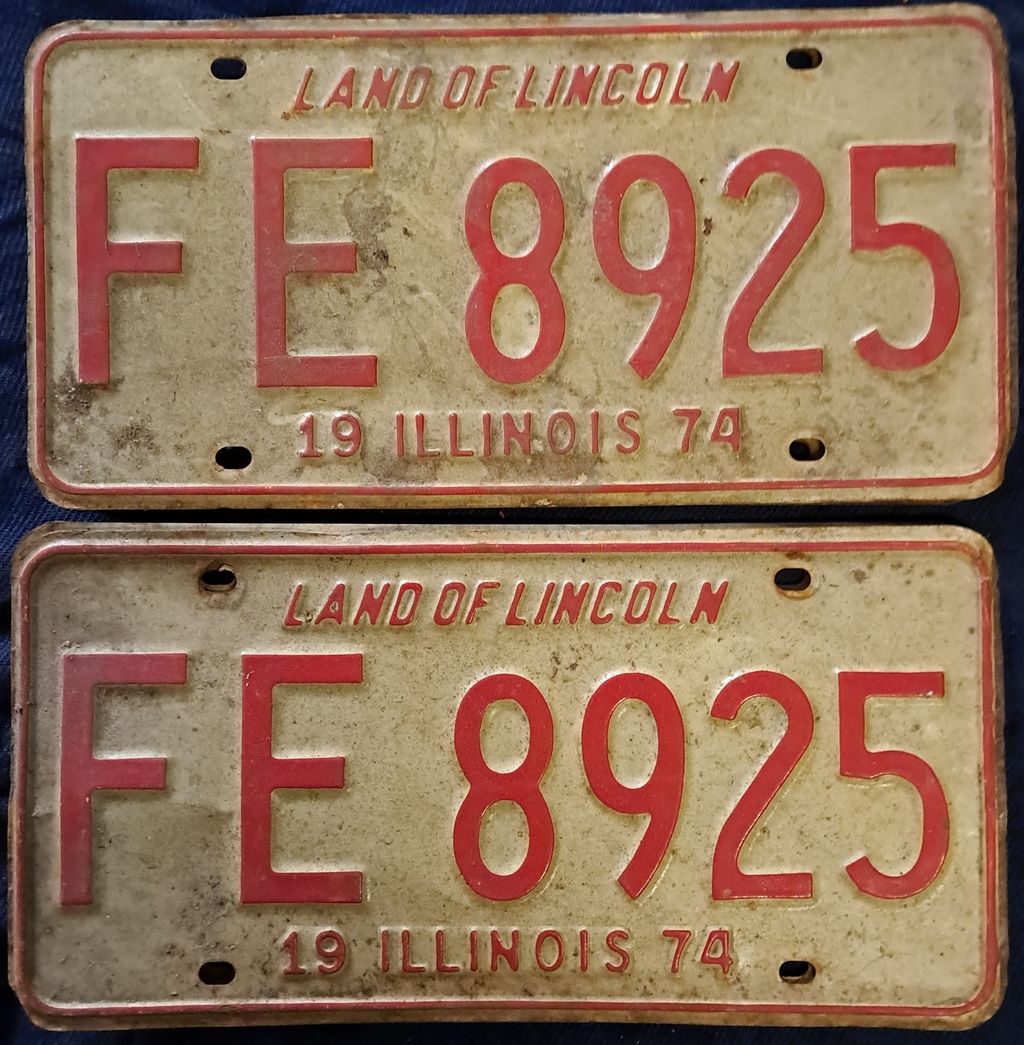 LAND OF LINCOLN
FE 8925
19 ILLINOIS 74
LAND OF LINCOLN
FE 8925
19 ILLINOIS 74